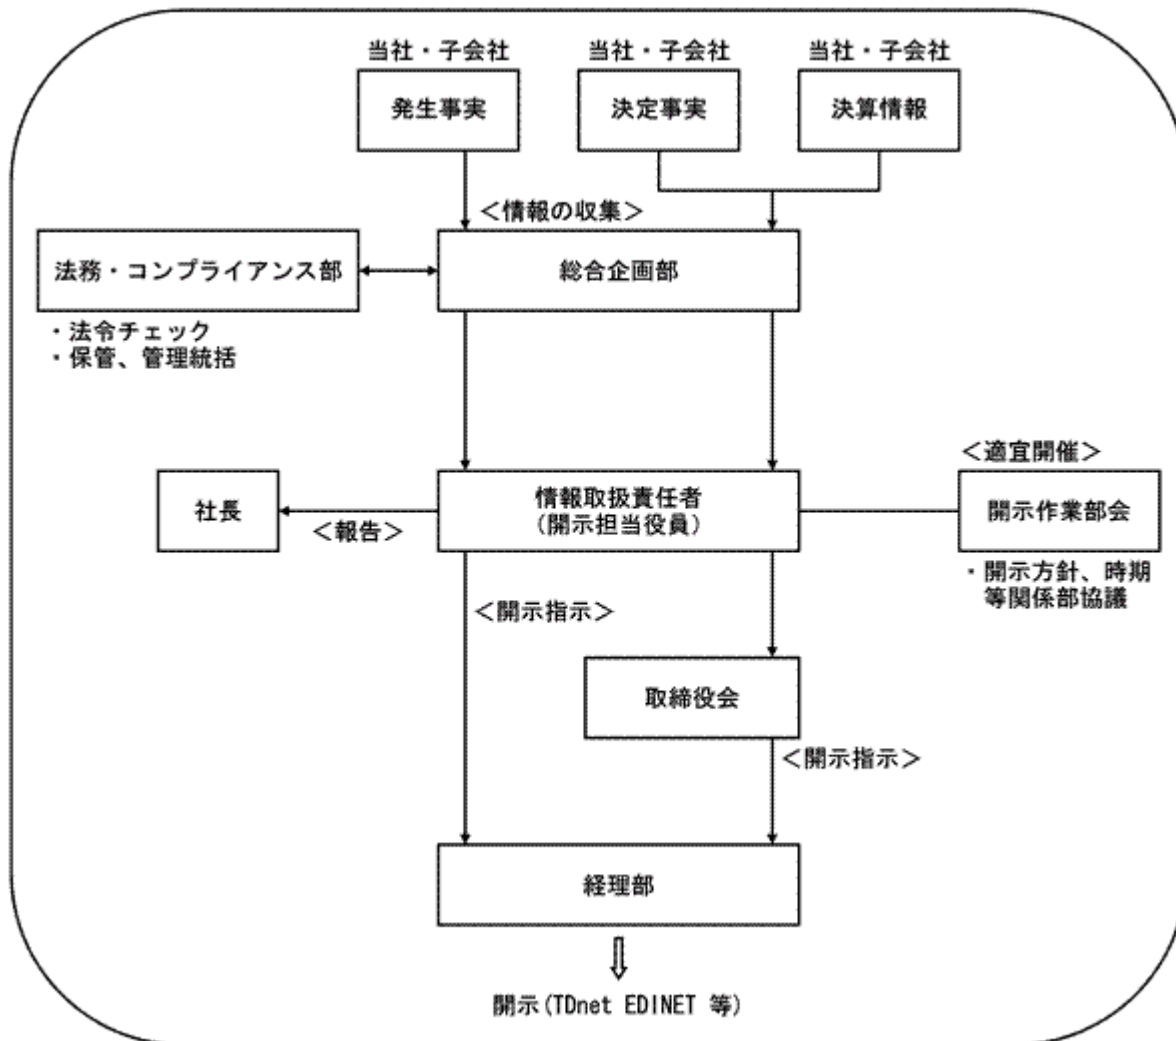 当社・子会社
当社・子会社
当社・子会社
発生事実
決定事実
決算情報
＜情報の収集＞
法務・コンプライアンス部
総合企画部
・法令チェック
・保管、管理統括
＜適宜開催＞
社長
情報取扱責任者
(開示担当役員)
開示作業部会
＜報告＞
・開示方針、時期
等関係部協議
＜開示指示＞
取締役会
＜開示指示＞
経理部
開示(TDnet EDINET 等)